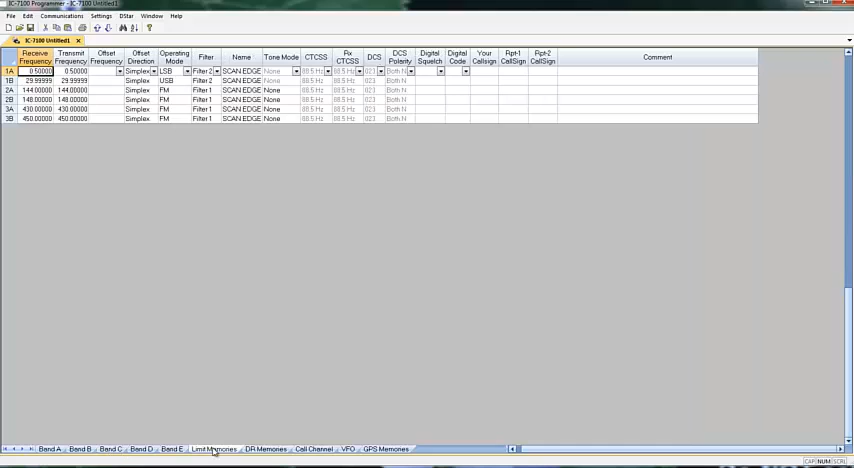 IC-7100 Programmer - IC-7100 Untitled1
File Edit Communications Settings DStar Window Help
IC-7100 Untitled1
Receive Frequency Transmit Frequency Offset Frequency Offset Direction Operating Mode Filter Name Tone Mode CTCSS Rx CTCSS DCS DCS Polarity Digital Squelch Digital Code Your Callsign Rpt-1 CallSign Rpt-2 CallSign Comment
1A 0.50000 0.50000 Simplex LSB Filter 2 SCAN EDGE None 88.5 Hz 88.5 Hz 023 Both N
1B 29.99999 29.99999 Simplex USB Filter 2 SCAN EDGE None 88.5 Hz 88.5 Hz 023 Both N
2A 144.00000 144.00000 Simplex FM Filter 1 SCAN EDGE None 88.5 Hz 88.5 Hz 023 Both N
2B 148.00000 148.00000 Simplex FM Filter 1 SCAN EDGE None 88.5 Hz 88.5 Hz 023 Both N
3A 430.00000 430.00000 Simplex FM Filter 1 SCAN EDGE None 88.5 Hz 88.5 Hz 023 Both N
3B 450.00000 450.00000 Simplex FM Filter 1 SCAN EDGE None 88.5 Hz 88.5 Hz 023 Both N
Band A Band B Band C Band D Band E Limit Memories DR Memories Call Channel VFO GPS Memories
CAP NUM SCRL